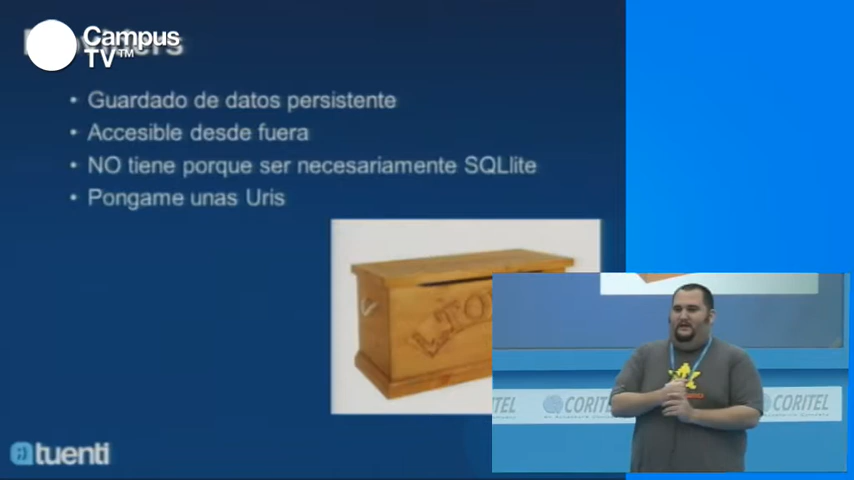 Campus
TV™
• Guardado de datos persistente
• Accesible desde fuera
• NO tiene porque ser necesariamente SQLlite
• Pongame unas Uris
tuenti
CORITEL
CORITEL